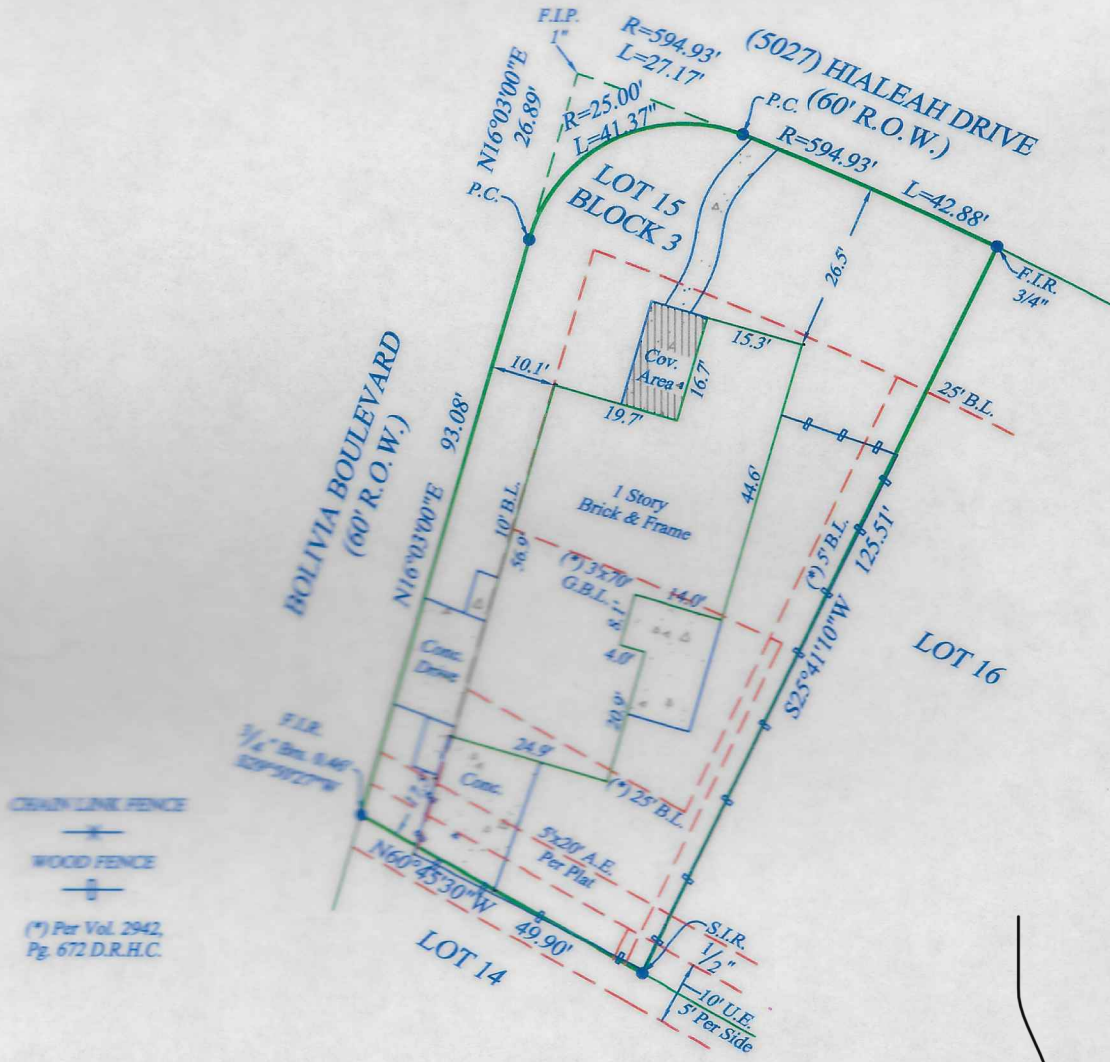 F.I.P.
1"
R=594.93'
L=27.17'
(5027) HIALEAH DRIVE
(60' R.O.W.)
N16°03'00"E
26.89'
R=25.00'
L=41.37"
P.C.
R=594.93'
L=42.88'
P.C.
LOT 15
BLOCK 3
26.5'
F.I.R.
3/4"
15.3'
Cov.
Area
16.7'
10.1'
19.7'
25' B.L.
BOLIVIA BOULEVARD
(60' R.O.W.)
93.08'
N16°03'00"E
1 Story
Brick & Frame
44.6'
10' B.L.
56.9'
(*) 5' B.L.
125.51'
S25°41'10"W
(*) 3'x70'
G.B.L.
14.0'
8.1'
4.0'
20.9'
LOT 16
Conc.
Drive
F.I.R.
24.9'
Conc.
(*) 25' B.L.
5'x20' A.E.
Per Plat
CHAIN LINK FENCE
WOOD FENCE
(*) Per Vol. 2942,
Pg. 672 D.R.H.C.
N60°45'30"W
49.90'
LOT 14
S.I.R.
1/2"
10' U.E.
5' Per Side